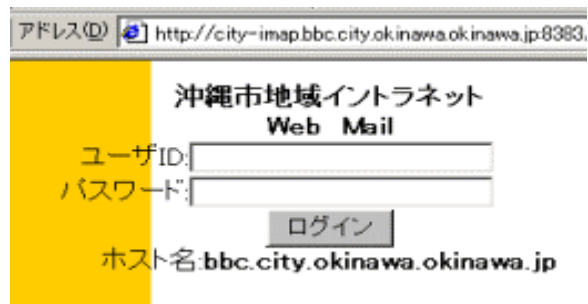 アドレス(D) http://city-imap.bbc.city.okinawa.okinawa.jp:8383.
沖縄市地域イントラネット
Web Mail
ユーザID:
パスワード:
ログイン
ホスト名:bbc.city.okinawa.okinawa.jp